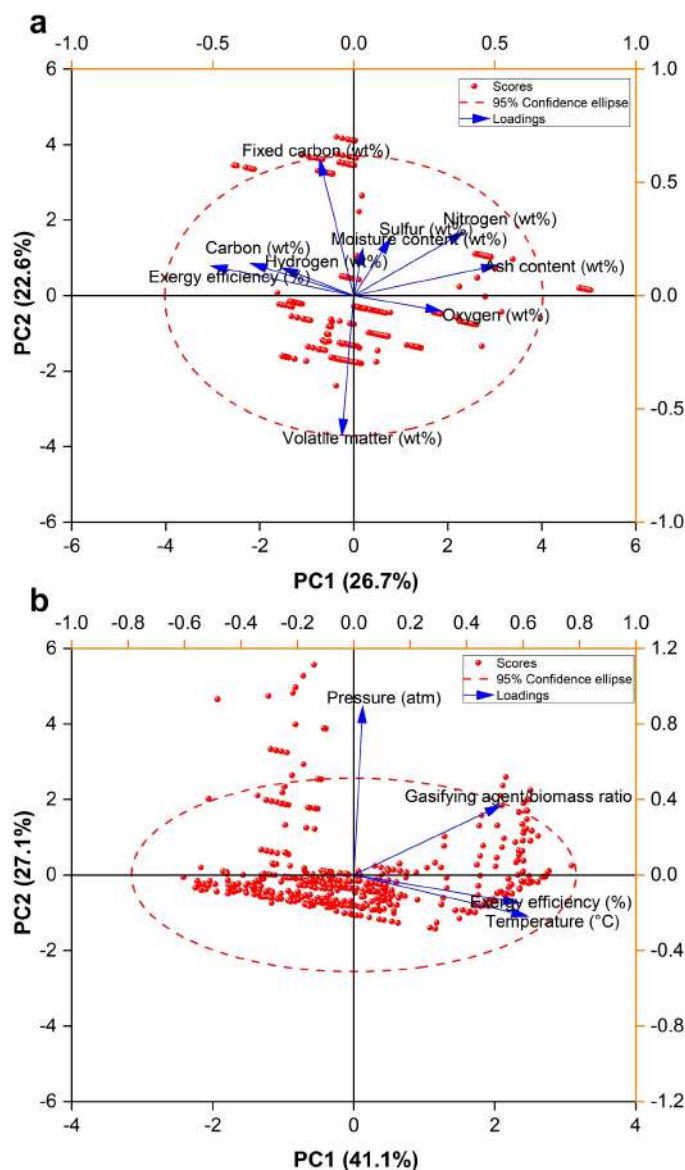 a
-1.0 -0.5 0.0 0.5 1.0
6 1.0
Scores
95% Confidence ellipse
Loadings
4
Fixed carbon (wt%)
0.5
2
Sulfur (wt%) Nitrogen (wt%)
Carbon (wt%) Moisture content (wt%)
Hydrogen (wt%) Ash content (wt%)
Exergy efficiency (%)
0 0.0
Oxygen (wt%)
PC2 (22.6%)
-2
-0.5
Volatile matter (wt%)
-4
-6 -1.0
-6 -4 -2 0 2 4 6
PC1 (26.7%)
b
-1.0 -0.8 -0.6 -0.4 -0.2 0.0 0.2 0.4 0.6 0.8 1.0
6 1.2
Scores
95% Confidence ellipse
Loadings
Pressure (atm)
4 0.8
2 0.4
Gasifying agent/biomass ratio
0 0.0
PC2 (27.1%)
Exergy efficiency (%)
Temperature (°C)
-2 -0.4
-4 -0.8
-6 -1.2
-4 -2 0 2 4
PC1 (41.1%)